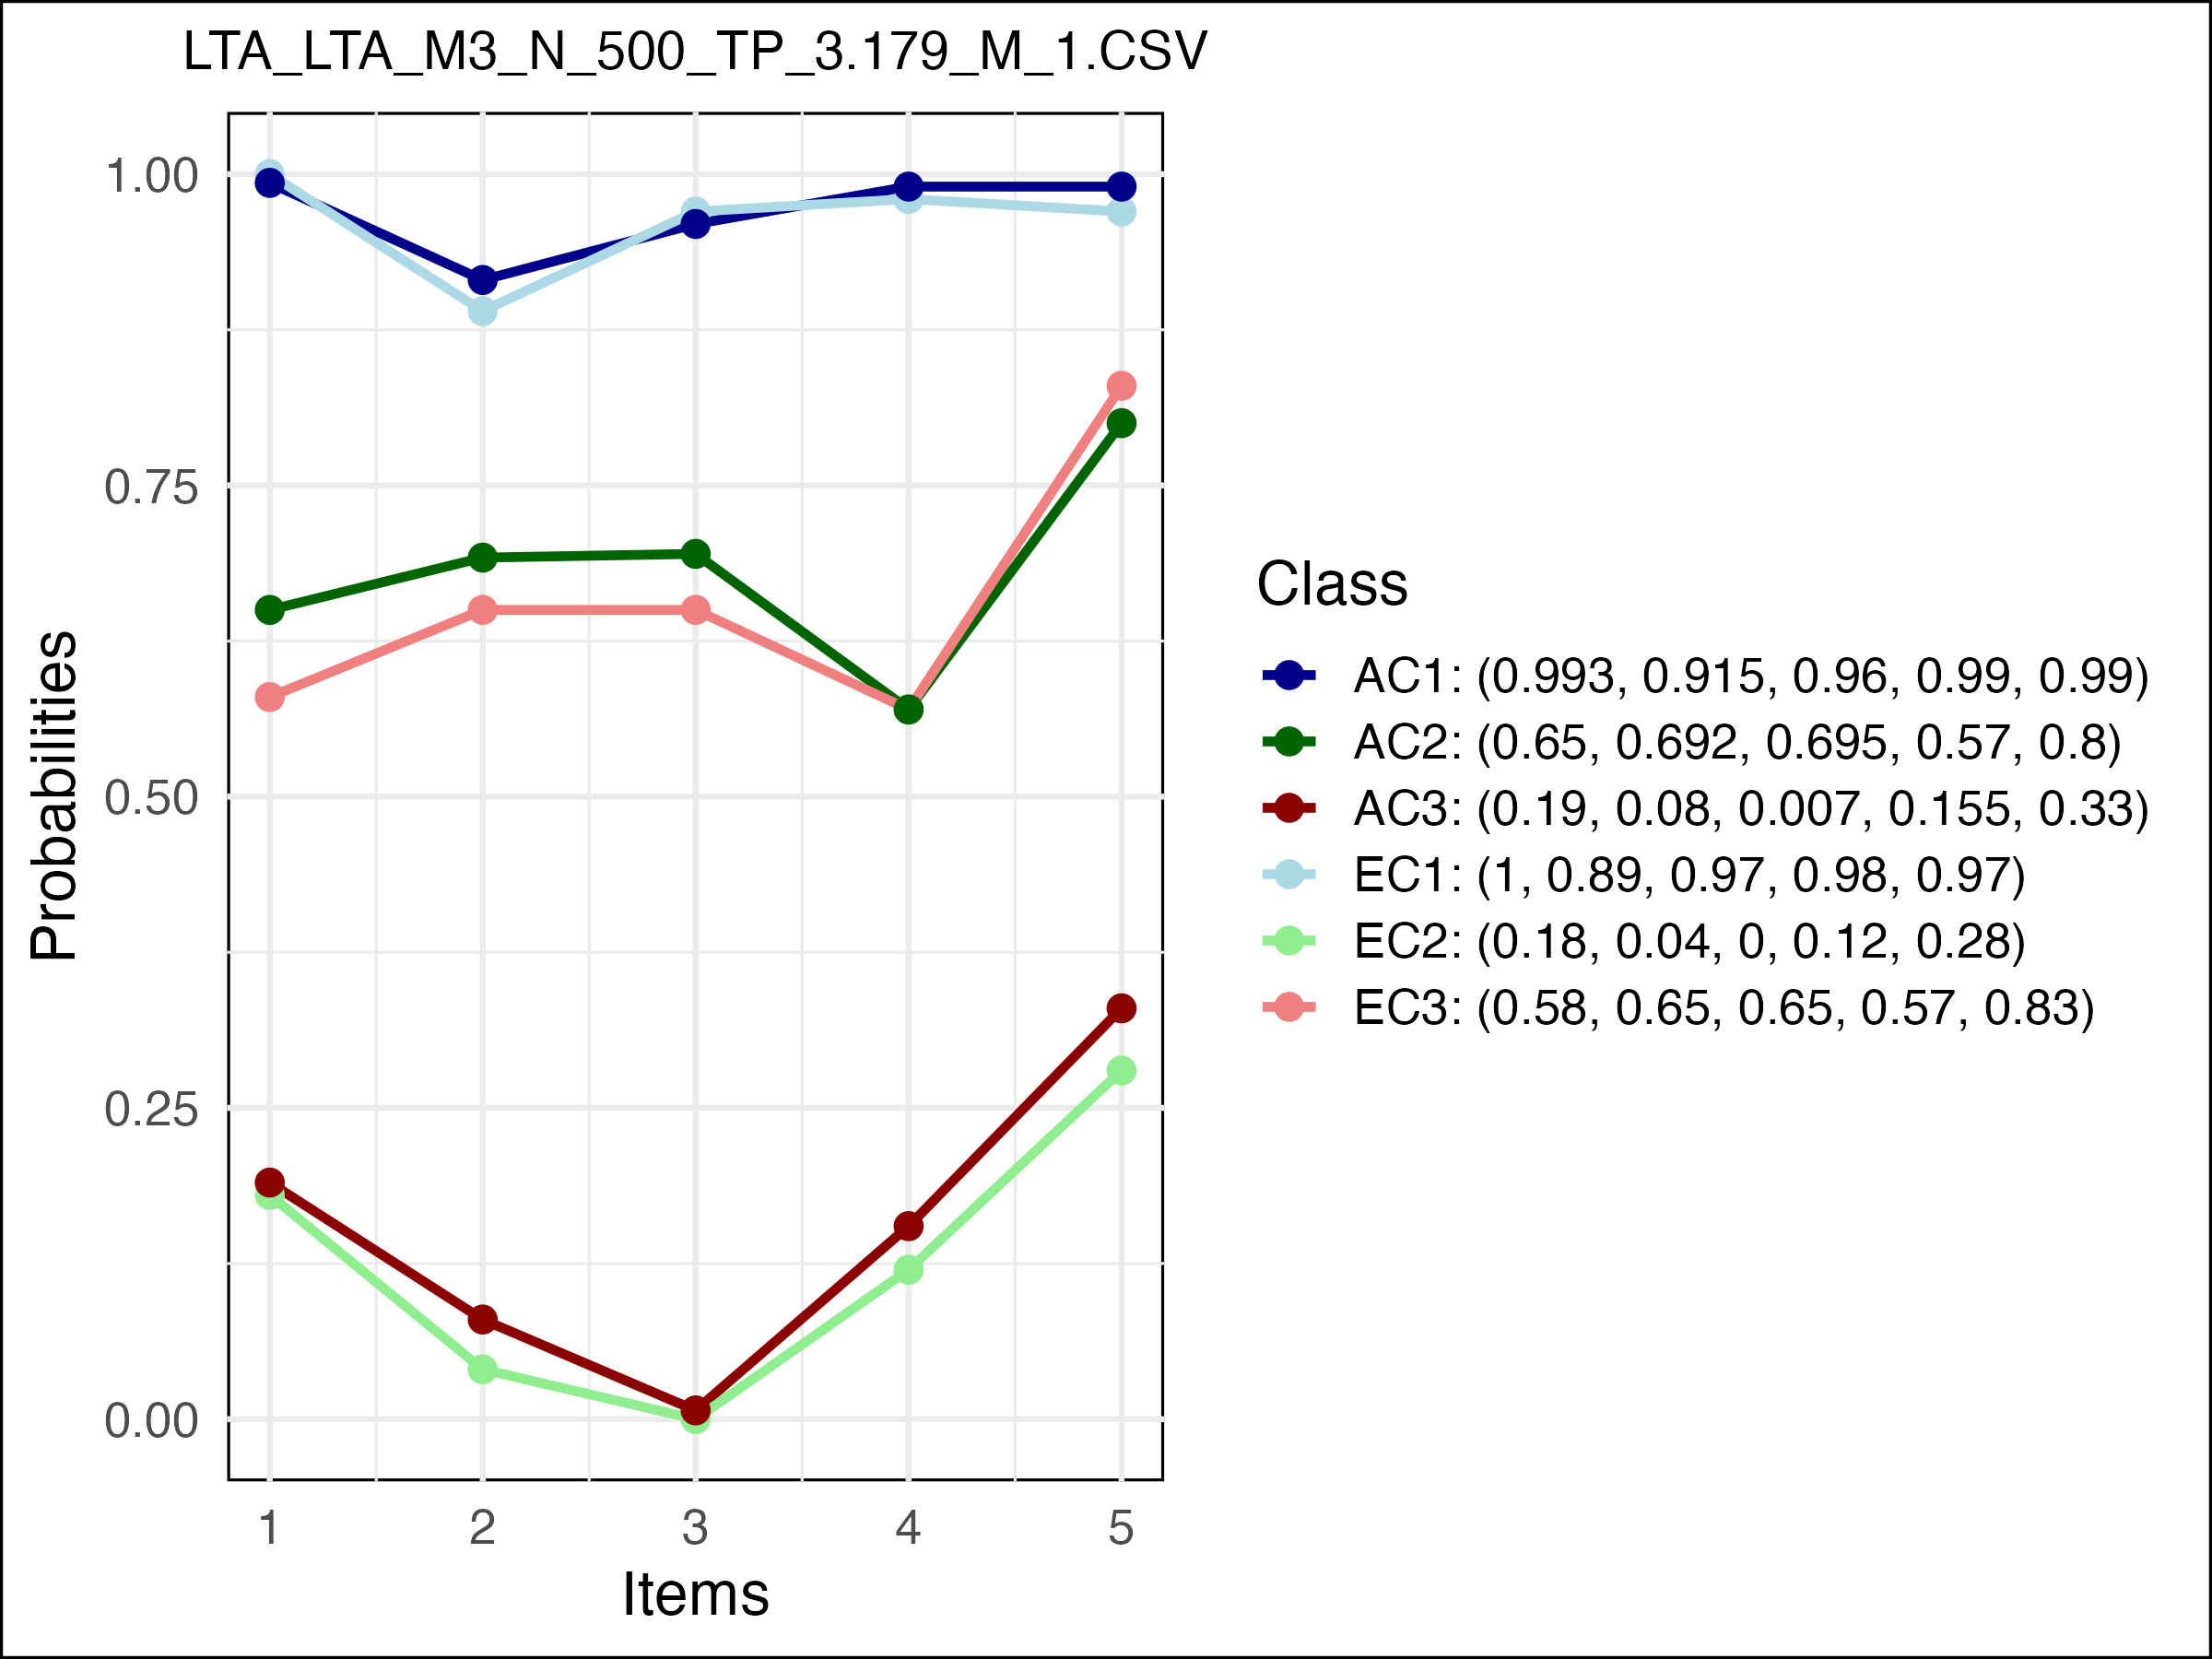 LTA_LTA_M3_N_500_TP_3.179_M_1.CSV
1.00
0.75
0.50
0.25
0.00
Probabilities
1 2 3 4 5
Items
Class
AC1: (0.993, 0.915, 0.96, 0.99, 0.99)
AC2: (0.65, 0.692, 0.695, 0.57, 0.8)
AC3: (0.19, 0.08, 0.007, 0.155, 0.33)
EC1: (1, 0.89, 0.97, 0.98, 0.97)
EC2: (0.18, 0.04, 0, 0.12, 0.28)
EC3: (0.58, 0.65, 0.65, 0.57, 0.83)